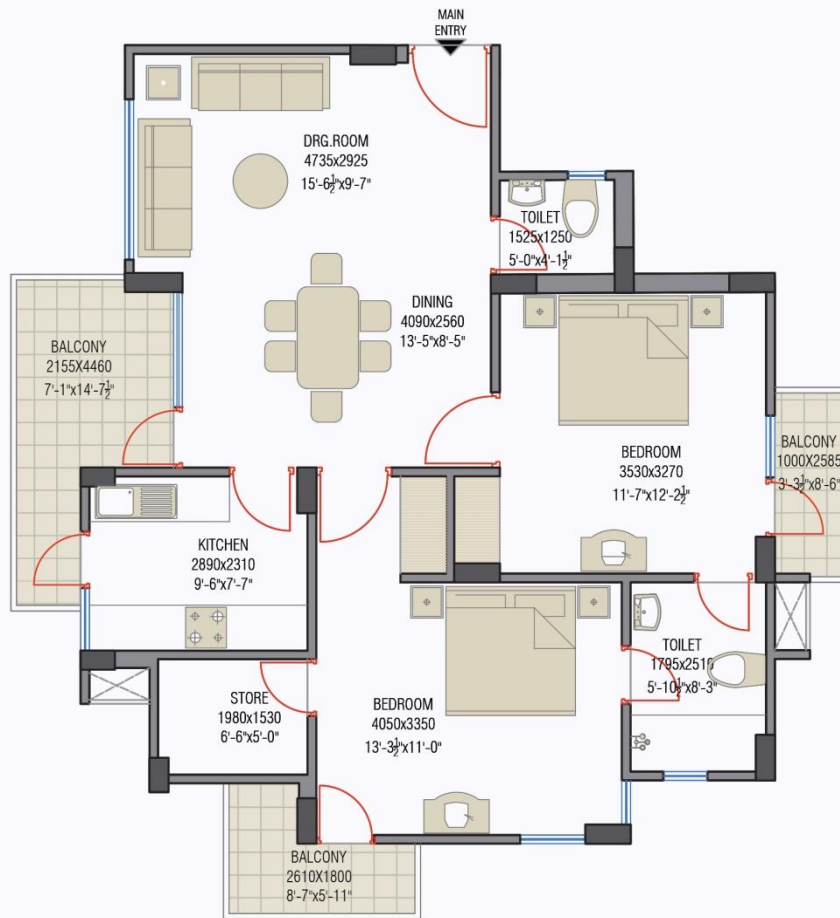 MAIN
ENTRY
DRG.ROOM
4735x2925
15'-6½"x9'-7"
TOILET
1525x1250
5'-0"x4'-1½"
DINING
4090x2560
13'-5"x8'-5"
BALCONY
2155X4460
7'-1"x14'-7½"
BEDROOM
3530x3270
11'-7"x12'-2½"
BALCONY
1000X2585
3'-3½"x8'-6"
KITCHEN
2890x2310
9'-6"x7'-7"
TOILET
1795x2510
5'-10½"x8'-3"
STORE
1980x1530
6'-6"x5'-0"
BEDROOM
4050x3350
13'-3½"x11'-0"
BALCONY
2610X1800
8'-7"x5'-11"